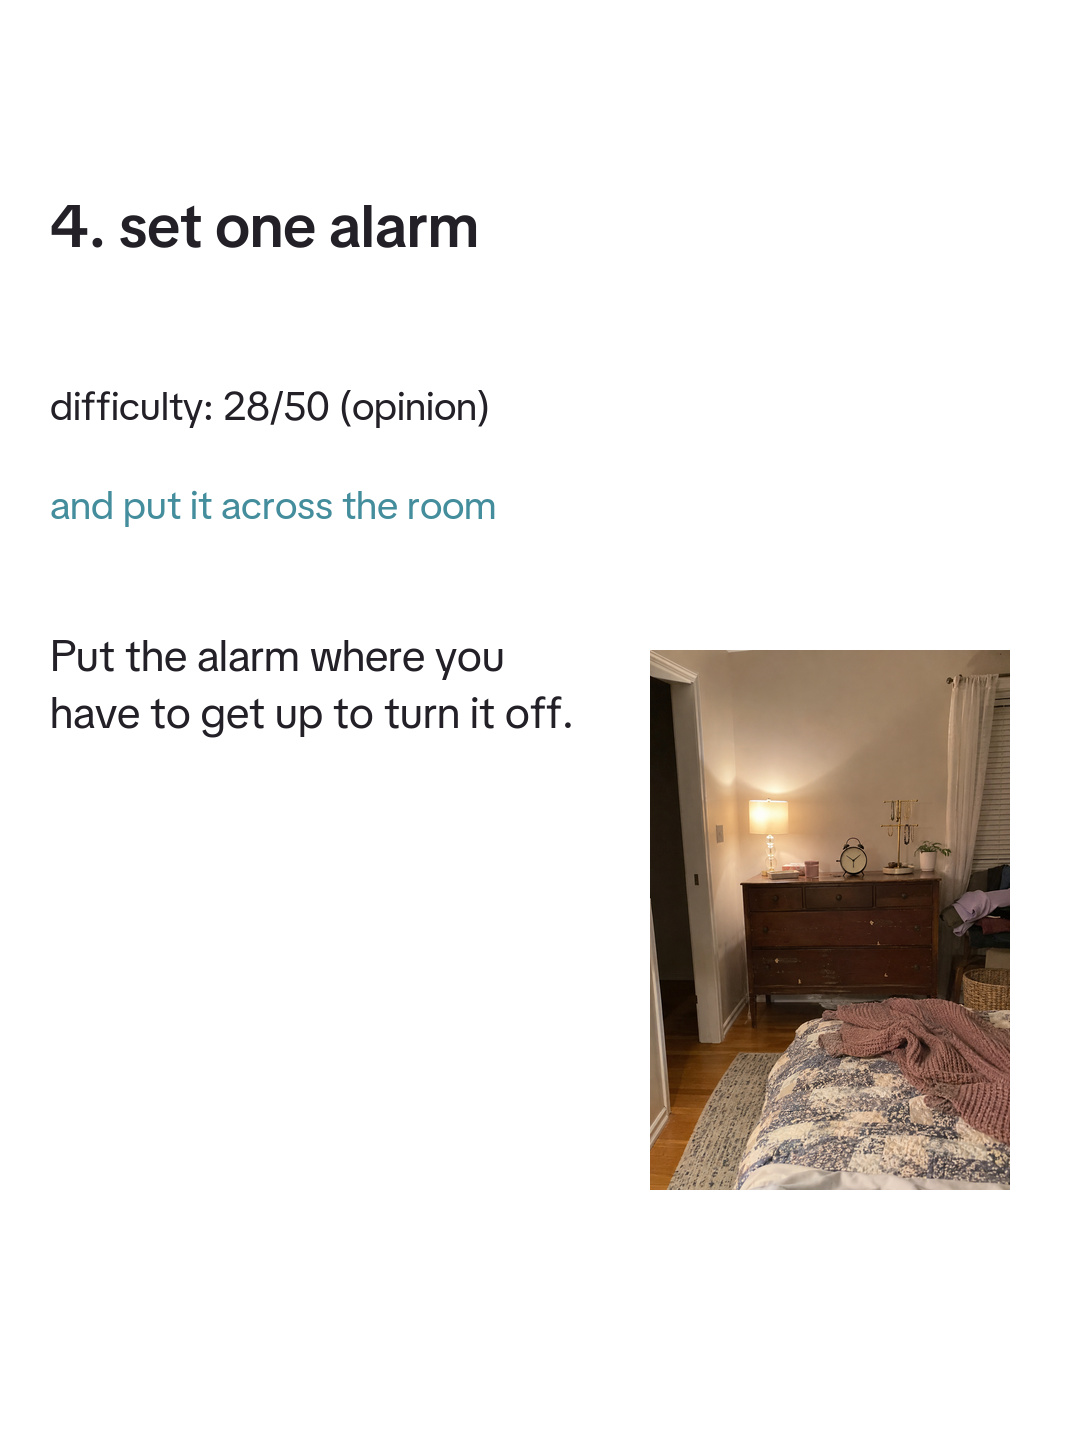 4. set one alarm
difficulty: 28/50 (opinion)
and put it across the room
Put the alarm where you
have to get up to turn it off.